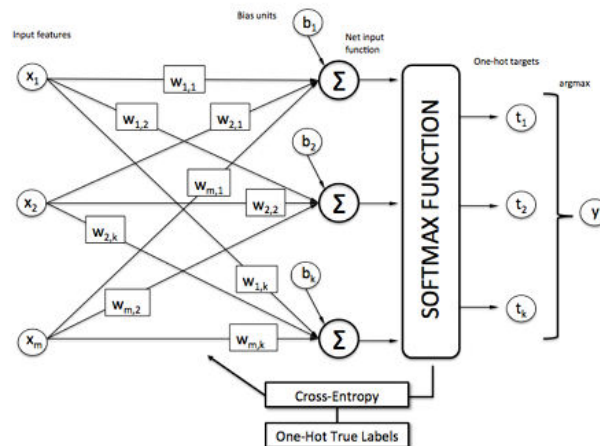 Bias units
b1
Input features
Net input
function
One-hot targets
argmax
x1
w1,1
Σ
w1,2
w2,1
t1
b2
wm,1
x2
w2,2
Σ
SOFTMAX FUNCTION
t2
y
w2,k
bk
w1,k
wm,2
tk
xm
wm,k
Σ
Cross-Entropy
One-Hot True Labels